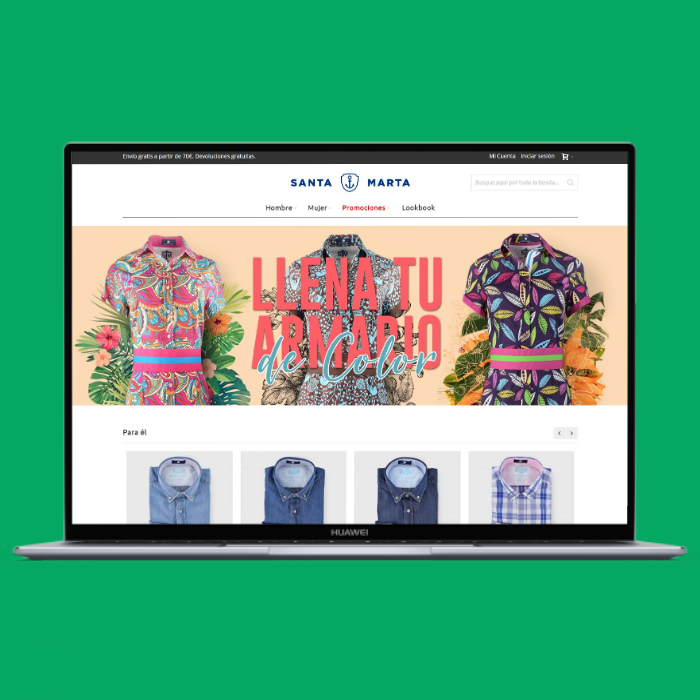 Envío gratis a partir de 70€. Devoluciones gratuitas.
Mi Cuenta Iniciar sesión
SANTA MARTA
Busque aquí por toda la tienda...
Hombre Mujer Promociones Lookbook
LLENA TU
ARMARIO
de Color
Para él
HUAWEI